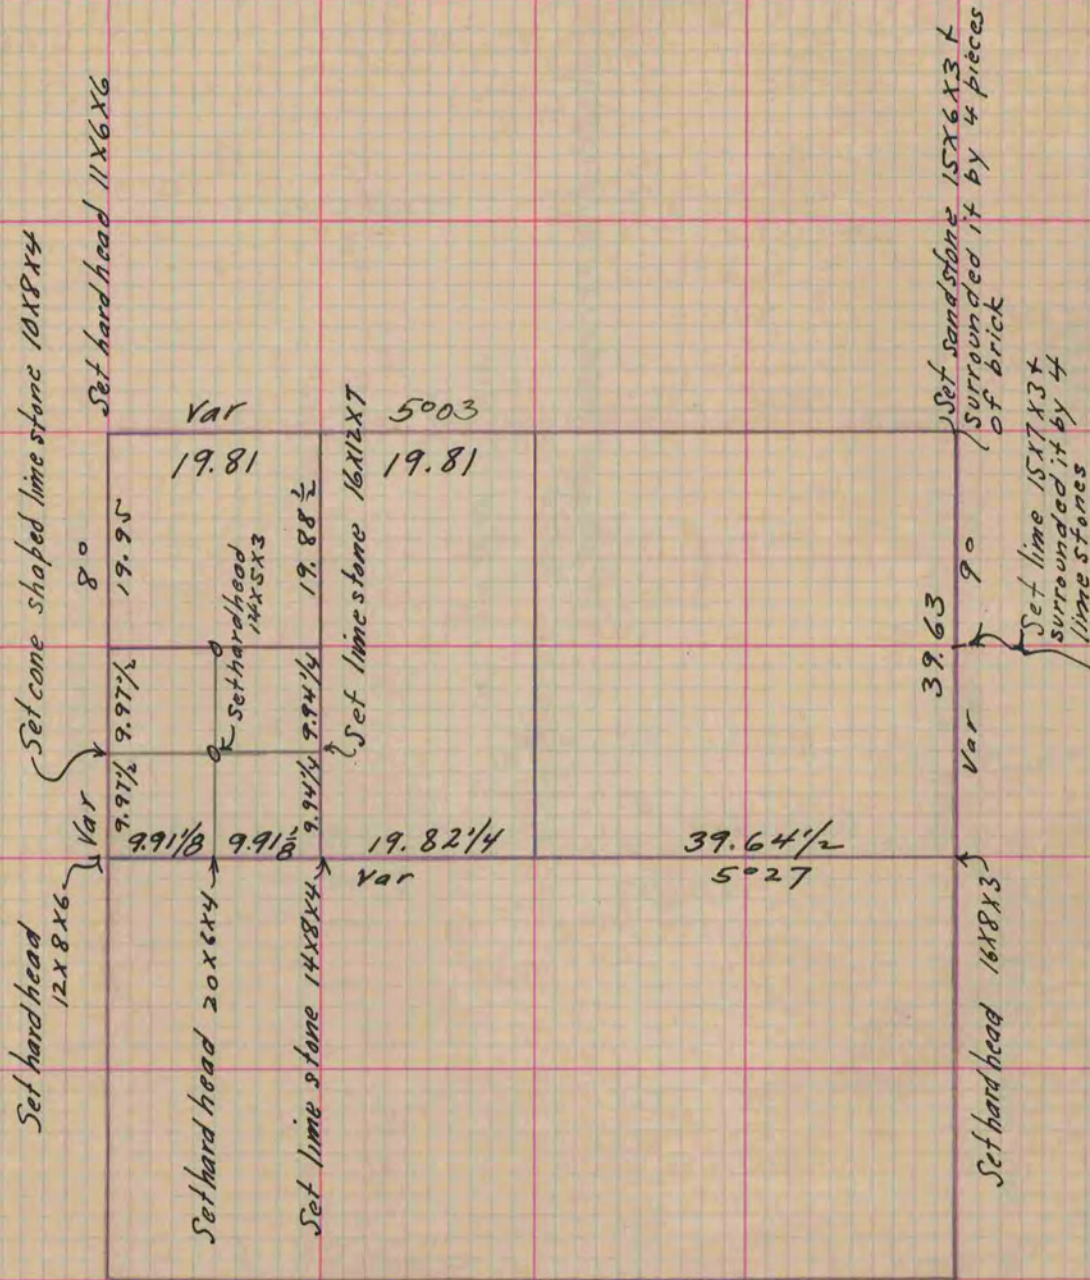 Set cone shaped lime stone 10X8X4
Set hard head 11X6X6
8°
Var
Set hard head
12X8X6
19.95
9.97½
9.97½
Var
19.81
5°03
19.81
Set hardhead
14X5X3
19.88½
9.94¼
9.94¼
Set lime stone 16X12X7
9.91⅛
9.91⅛
19.82¼
Var
39.64½
5°27
Set hard head 20X6X4
Set lime stone 14X8X4
Set sandstone 15X6X3 +
surrounded it by 4 pieces
of brick
39.63
9°
Var
Set lime 15X7X3 +
surrounded it by 4
lime stones
Set hard head 16X8X3